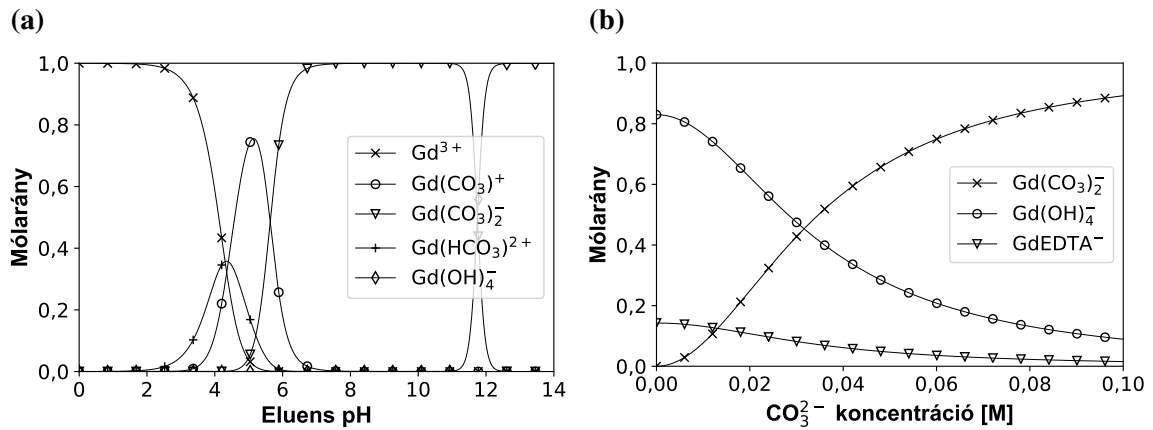 (a)
1,0
0,8
0,6
0,4
0,2
0,0
Mólarány
0 2 4 6 8 10 12 14
Eluens pH
Gd³⁺
Gd(CO₃)⁺
Gd(CO₃)₂⁻
Gd(HCO₃)²⁺
Gd(OH)₄⁻
(b)
1,0
0,8
0,6
0,4
0,2
0,0
Mólarány
0,00 0,02 0,04 0,06 0,08 0,10
CO₃²⁻ koncentráció [M]
Gd(CO₃)₂⁻
Gd(OH)₄⁻
GdEDTA⁻